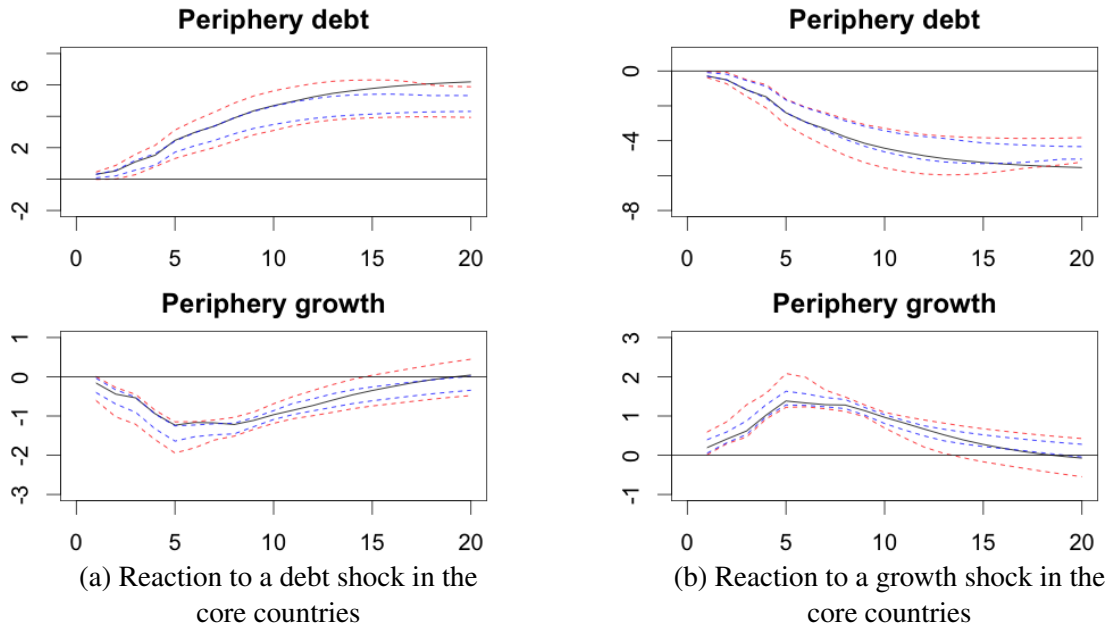 Periphery debt
6
2
-2
0 5 10 15 20
Periphery growth
1
0
-1
-2
-3
0 5 10 15 20
(a) Reaction to a debt shock in the
core countries
Periphery debt
0
-4
-8
0 5 10 15 20
Periphery growth
3
2
1
0
-1
0 5 10 15 20
(b) Reaction to a growth shock in the
core countries